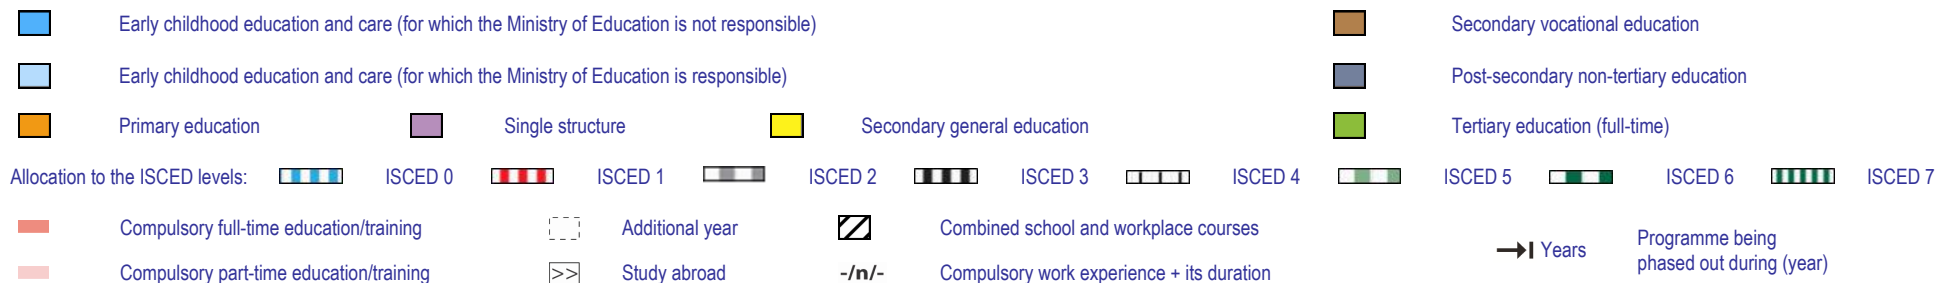 Early childhood education and care (for which the Ministry of Education is not responsible) Secondary vocational education
Early childhood education and care (for which the Ministry of Education is responsible) Post-secondary non-tertiary education
Primary education Single structure Secondary general education Tertiary education (full-time)
Allocation to the ISCED levels: ISCED 0 ISCED 1 ISCED 2 ISCED 3 ISCED 4 ISCED 5 ISCED 6 ISCED 7
Compulsory full-time education/training Additional year Combined school and workplace courses
Years Programme being
phased out during (year)
Compulsory part-time education/training >> Study abroad -/n/- Compulsory work experience + its duration